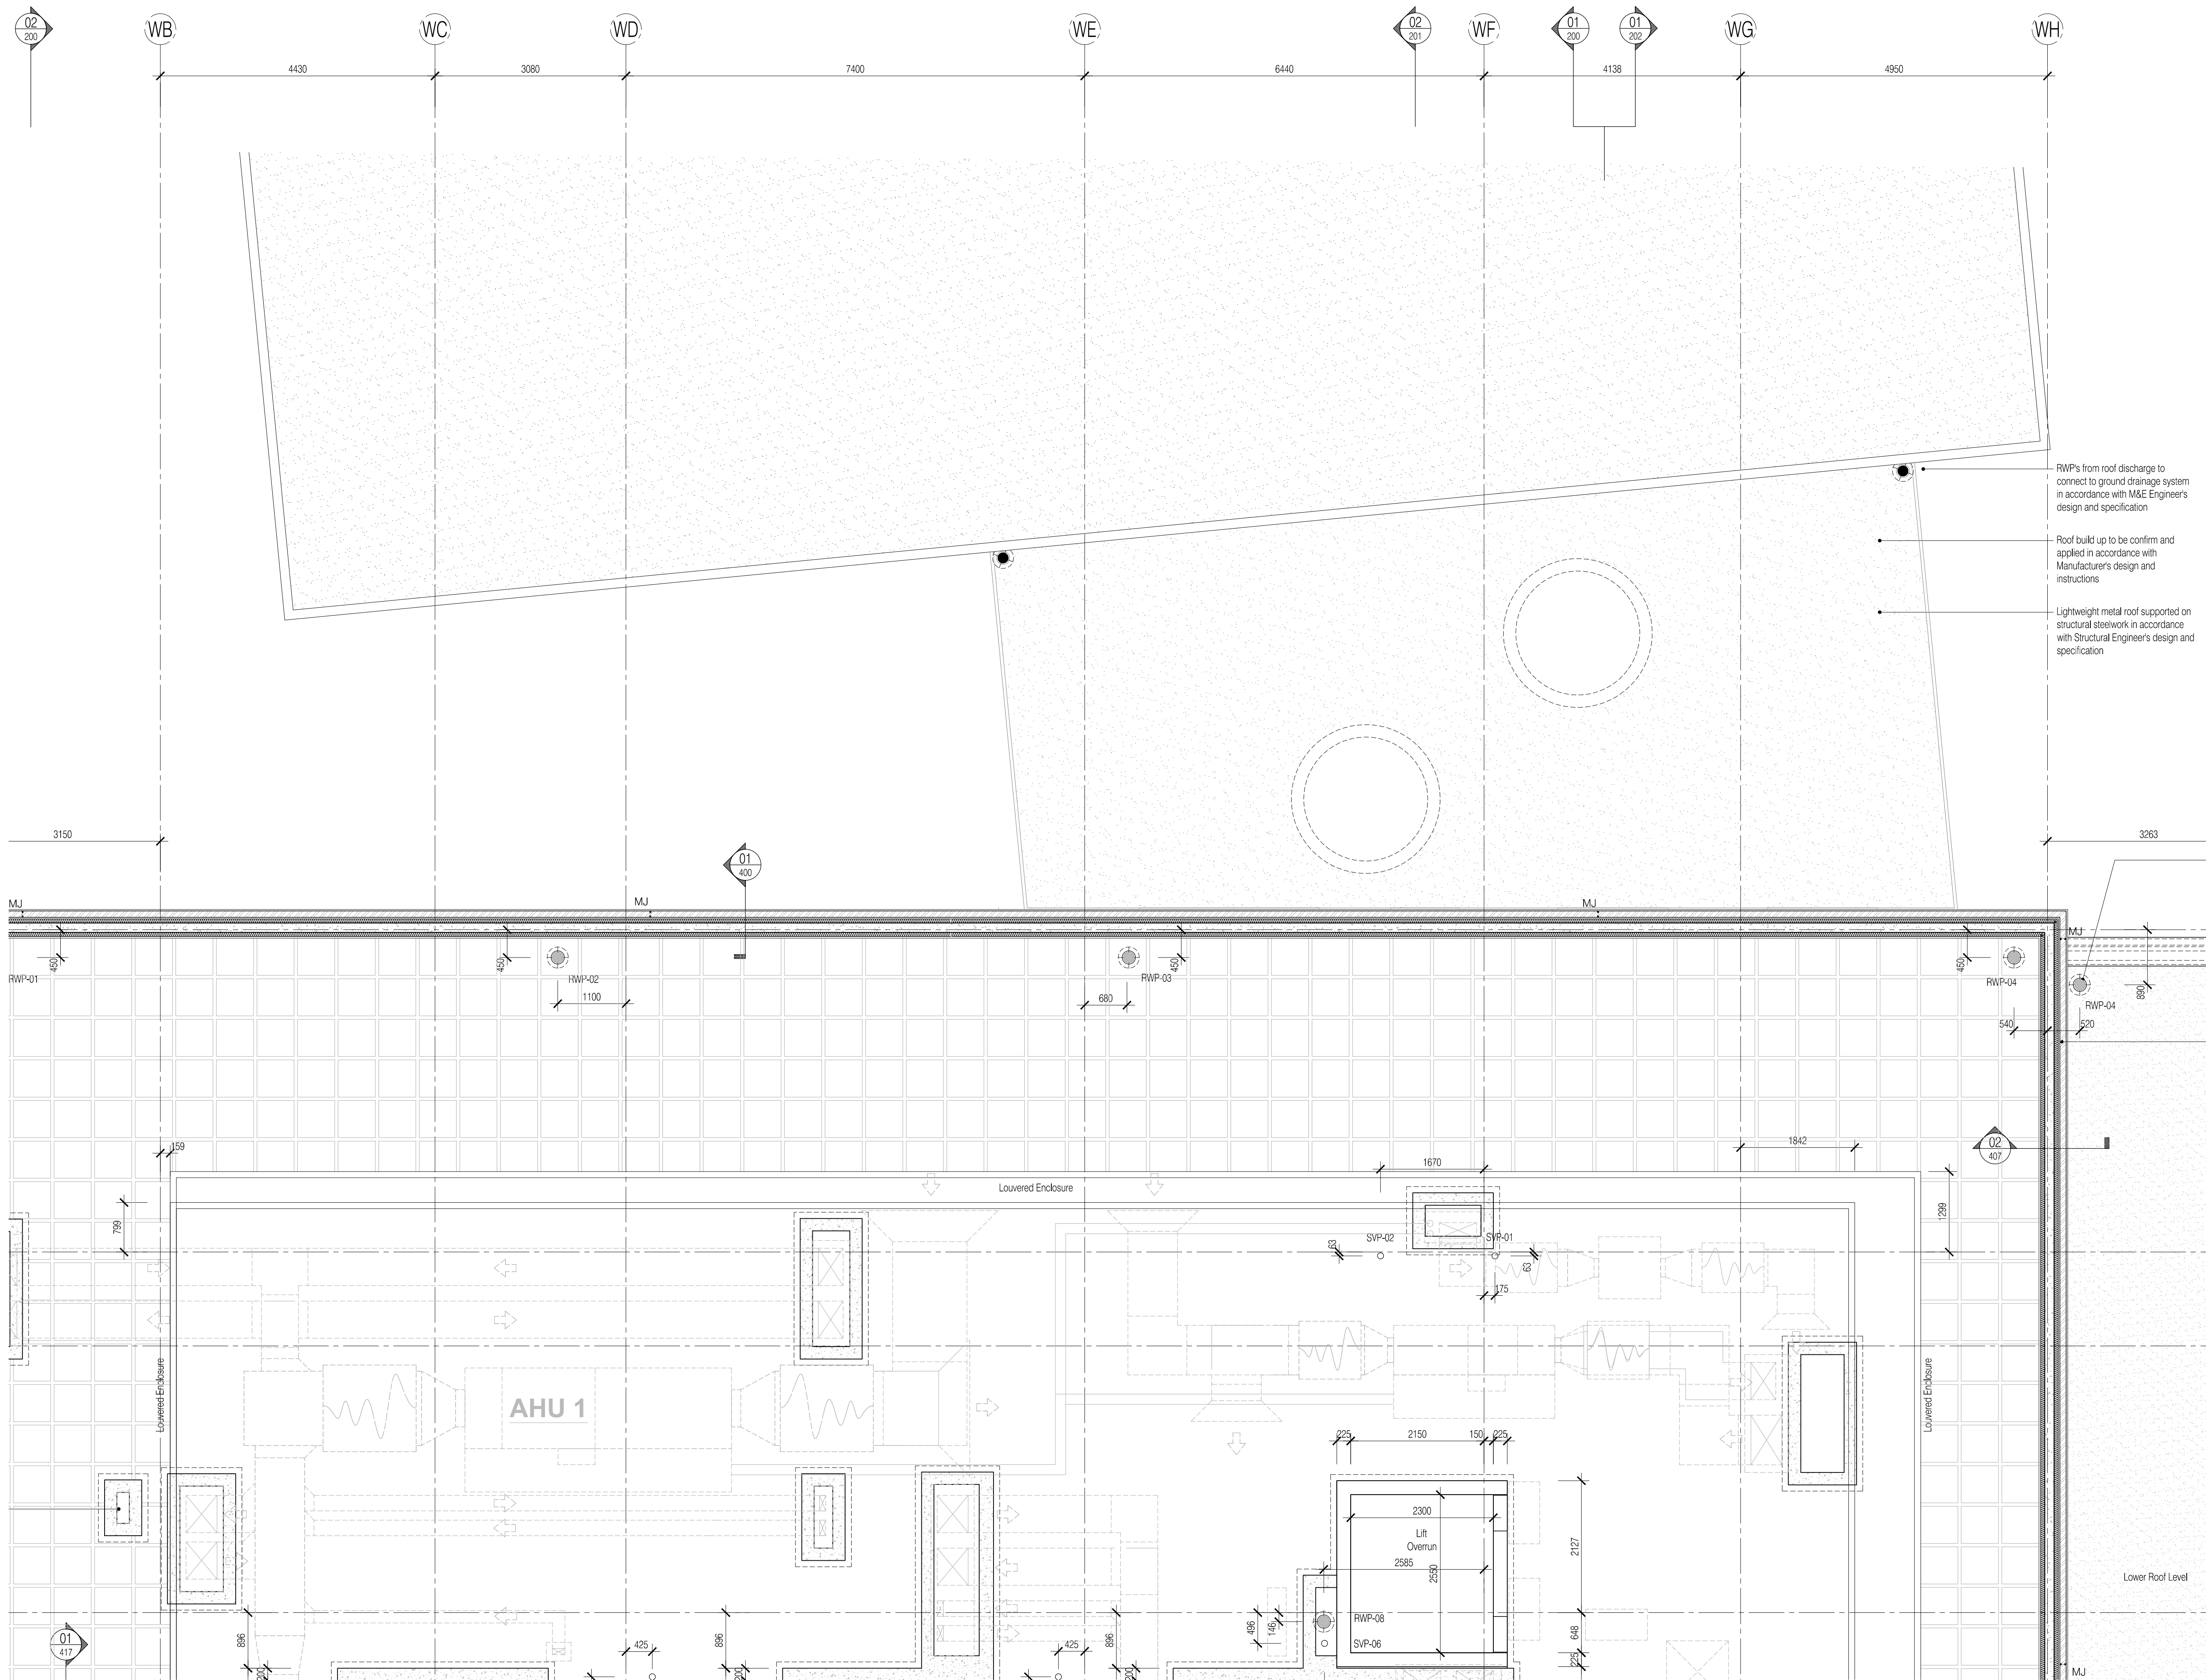 02
200
WB
WC
WD
WE
02
201
WF
01
200
01
202
WG
WH
4430
3080
7400
6440
4138
4950
RWP's from roof discharge to
connect to ground drainage system
in accordance with M&E Engineer's
design and specification
Roof build up to be confirm and
applied in accordance with
Manufacturer's design and
instructions
Lightweight metal roof supported on
structural steelwork in accordance
with Structural Engineer's design and
specification
3150
3263
01
400
MJ
MJ
MJ
MJ
450
450
450
450
890
RWP-01
RWP-02
RWP-03
RWP-04
RWP-04
1100
680
540
520
159
1842
02
407
1670
Louvered Enclosure
799
1299
SVP-02
SVP-01
63
63
175
Louvered Enclosure
Louvered Enclosure
AHU 1
225
2150
150
225
2300
Lift
Overrun
2585
2550
2127
Lower Roof Level
RWP-08
SVP-06
496
146
648
225
01
417
896
200
425
896
200
425
896
200
MJ